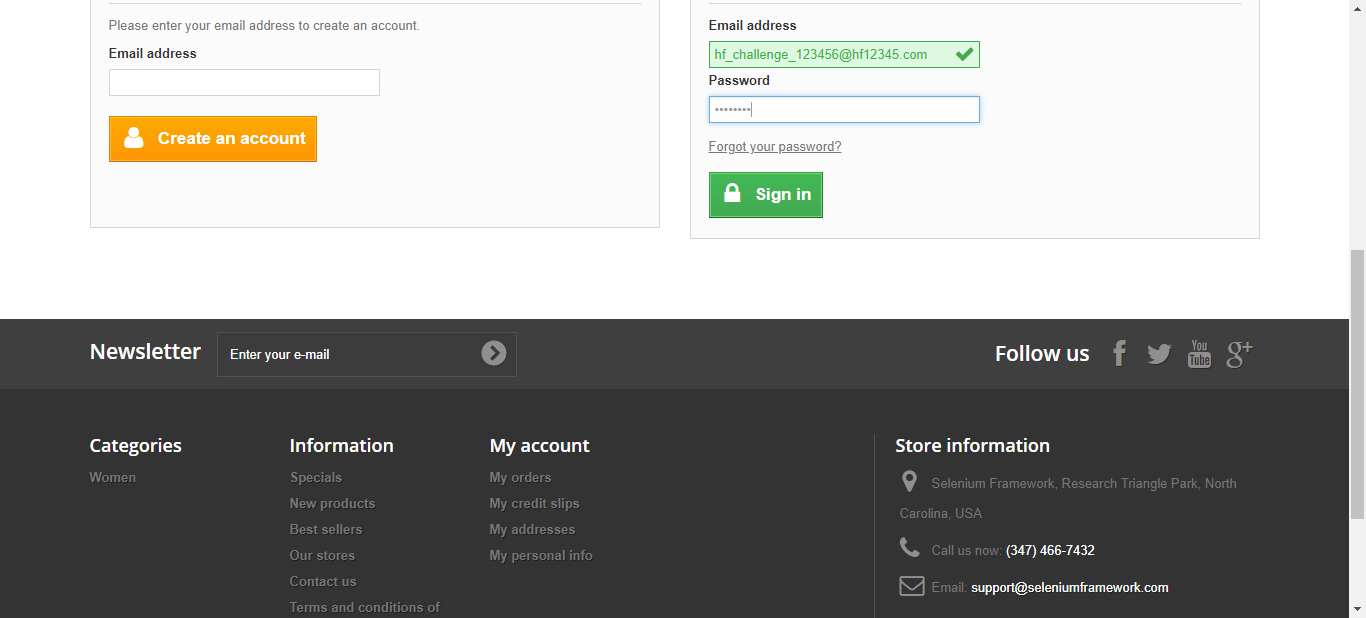 Please enter your email address to create an account.
Email address
Create an account
Email address
hf_challenge_123456@hf12345.com
Password
••••••••
Forgot your password?
Sign in
Newsletter
Enter your e-mail
Follow us
You
Tube
g+
Categories
Women
Information
Specials
New products
Best sellers
Our stores
Contact us
Terms and conditions of
My account
My orders
My credit slips
My addresses
My personal info
Store information
Selenium Framework, Research Triangle Park, North
Carolina, USA
Call us now: (347) 466-7432
Email: support@seleniumframework.com